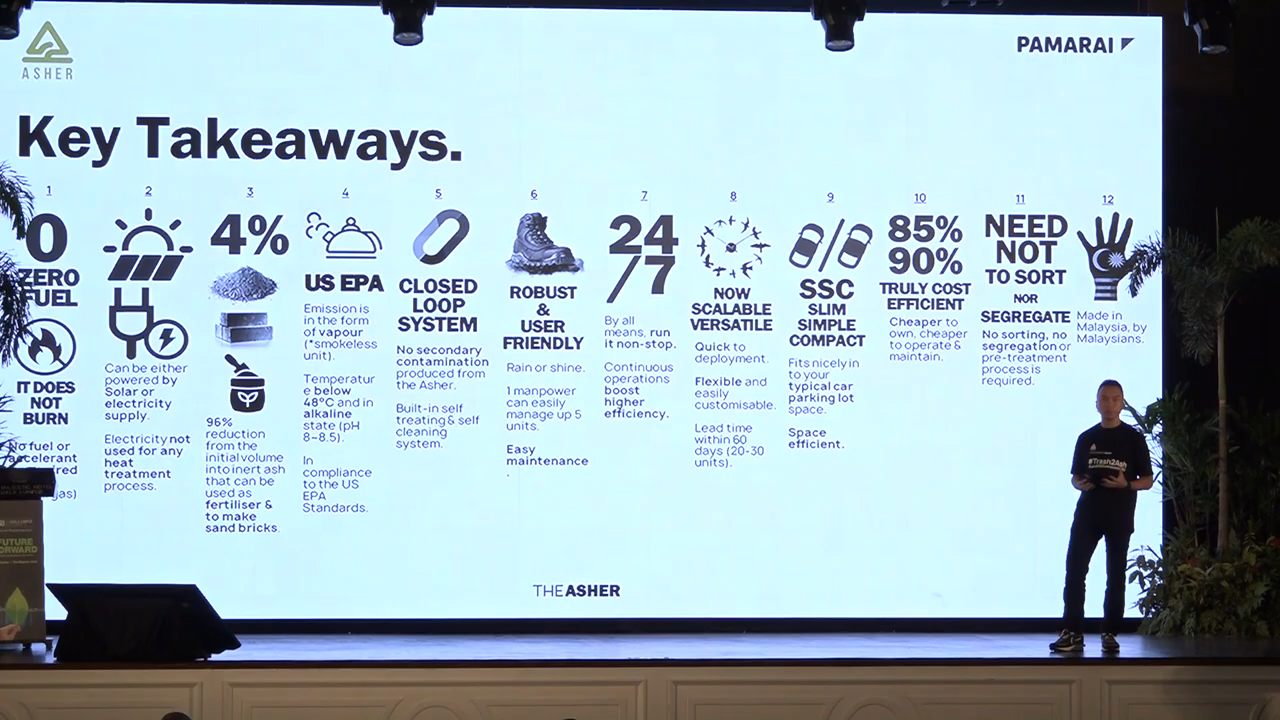 ASHER
PAMARAI
Key Takeaways.
1
0
ZERO
FUEL
IT DOES
NOT
BURN
No fuel or
2
Can be either
powered by
Solar or
electricity
supply.
Electricity not
used for any
heat
treatment
process.
3
4%
96%
reduction
from the
initial volume
into inert ash
that can be
used as
fertiliser &
to make
sand bricks.
4
US EPA
Emission is
in the form
of vapour
(*smokeless
unit).
Temperatur
e below
48°C and in
alkaline
state (pH
8-8.5).
In
compliance
to the US
EPA
Standards.
5
CLOSED
LOOP
SYSTEM
No secondary
contamination
produced from
the Asher.
Built-in self
treating & self
cleaning
system.
6
ROBUST
&
USER
FRIENDLY
Rain or shine.
1 manpower
can easily
manage up 5
units.
Easy
maintenance
.
7
24
/7
By all
means, run
it non-stop.
Continuous
operations
boost
higher
efficiency.
8
NOW
SCALABLE
VERSATILE
Quick to
deployment.
Flexible and
easily
customisable.
Lead time
within 60
days (20-30
units).
9
SSC
SLIM
SIMPLE
COMPACT
Fits nicely in
to your
typical car
parking lot
space.
Space
efficient.
10
85%
90%
TRULY COST
EFFICIENT
Cheaper to
own, cheaper
to operate &
maintain.
11
NEED
NOT
TO SORT
NOR
SEGREGATE
No sorting, no
segregation or
pre-treatment
process is
required.
12
Made in
Malaysia, by
Malaysians.
THE ASHER
#Trash2Ash
FUTURE